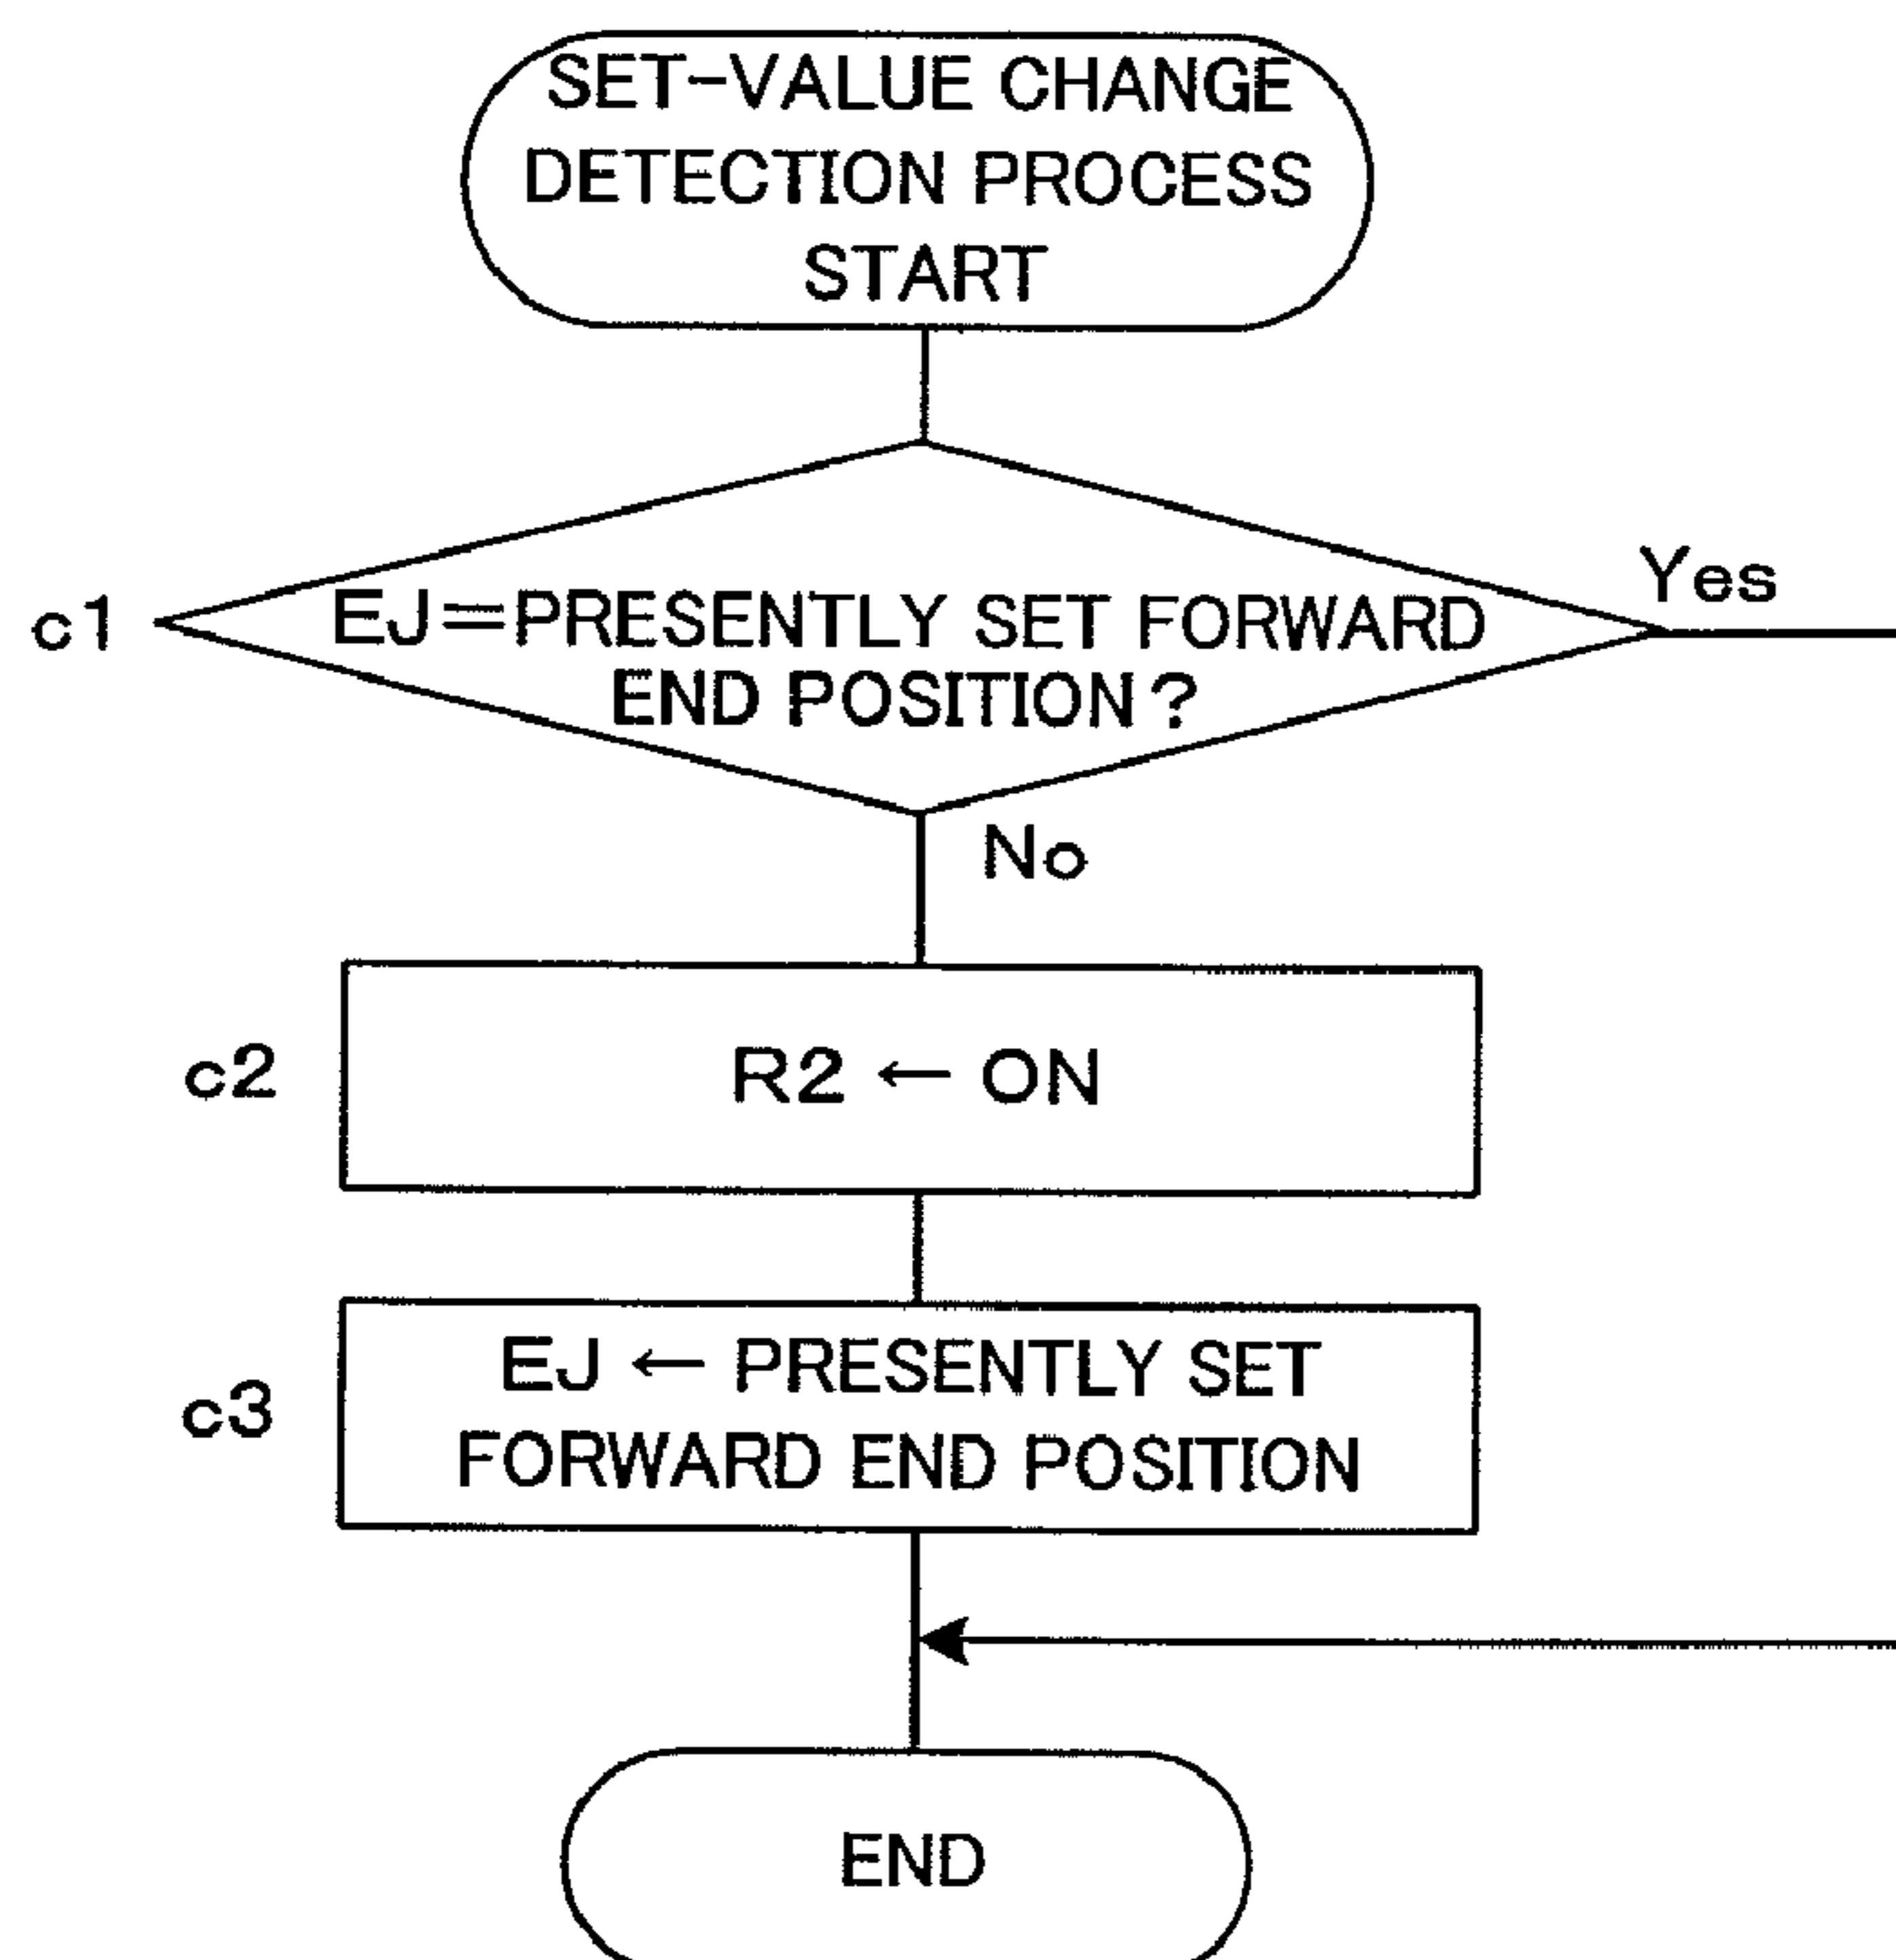 SET-VALUE CHANGE
DETECTION PROCESS
START
Yes
c1
EJ=PRESENTLY SET FORWARD
END POSITION?
No
c2
R2 ← ON
c3
EJ ← PRESENTLY SET
FORWARD END POSITION
END